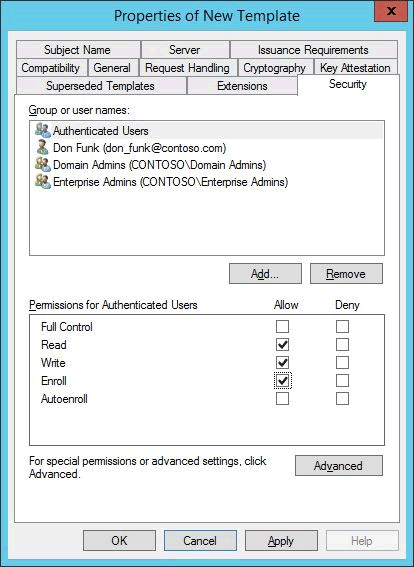 Properties of New Template
x
Subject Name Server Issuance Requirements
Compatibility General Request Handling Cryptography Key Attestation
Superseded Templates Extensions Security
Group or user names:
Authenticated Users
Don Funk (don_funk@contoso.com)
Domain Admins (CONTOSO\Domain Admins)
Enterprise Admins (CONTOSO\Enterprise Admins)
Add... Remove
Permissions for Authenticated Users Allow Deny
Full Control
Read
Write
Enroll
Autoenroll
For special permissions or advanced settings, click
Advanced.
Advanced
OK Cancel Apply Help